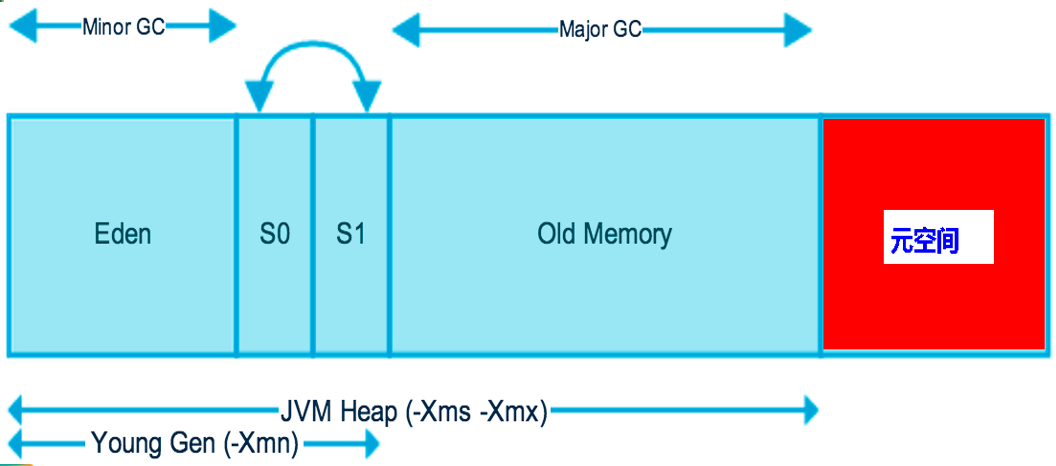 Minor GC
Major GC
Eden
S0
S1
Old Memory
元空间
JVM Heap (-Xms -Xmx)
Young Gen (-Xmn)